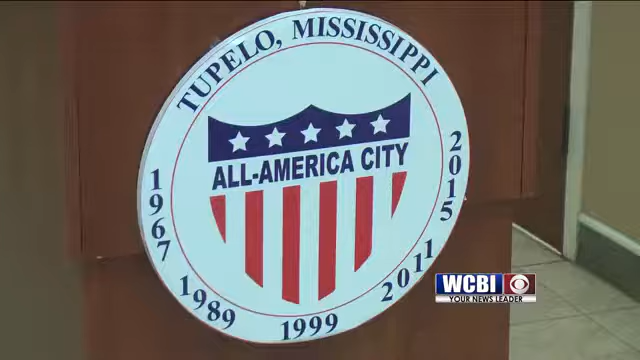 TUPELO, MISSISSIPPI
ALL-AMERICA CITY
1967
1989
1999
2011
2015
WCBI
YOUR NEWS LEADER